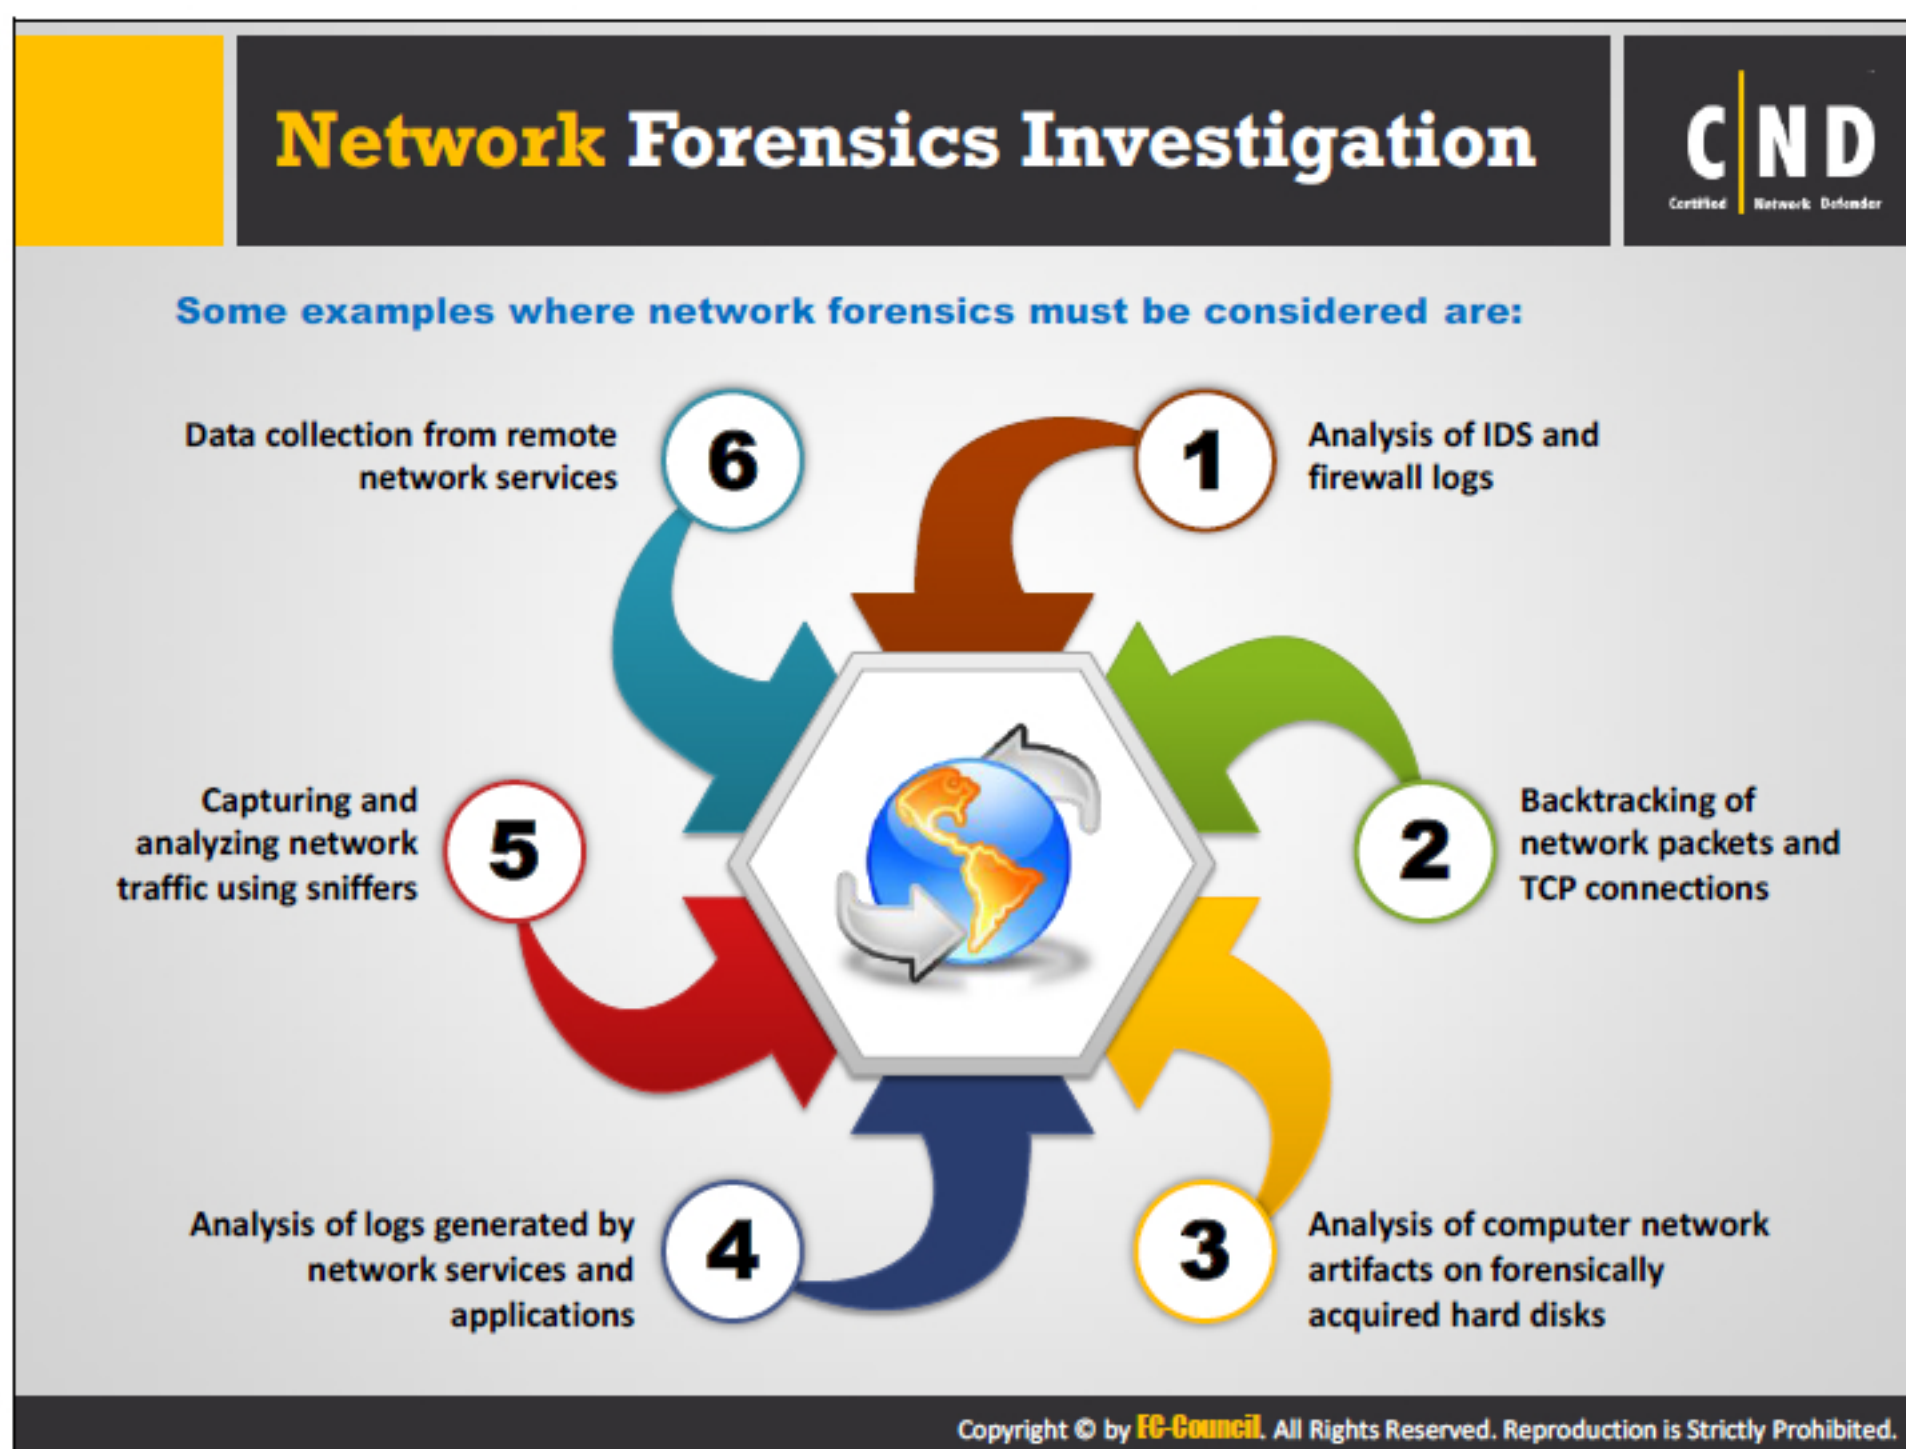 Network Forensics Investigation
C ND
Certified Network Defender
Some examples where network forensics must be considered are:
1
Analysis of IDS and
firewall logs
2
Backtracking of
network packets and
TCP connections
3
Analysis of computer network
artifacts on forensically
acquired hard disks
4
Analysis of logs generated by
network services and
applications
5
Capturing and
analyzing network
traffic using sniffers
6
Data collection from remote
network services
Copyright © by EC-Council. All Rights Reserved. Reproduction is Strictly Prohibited.